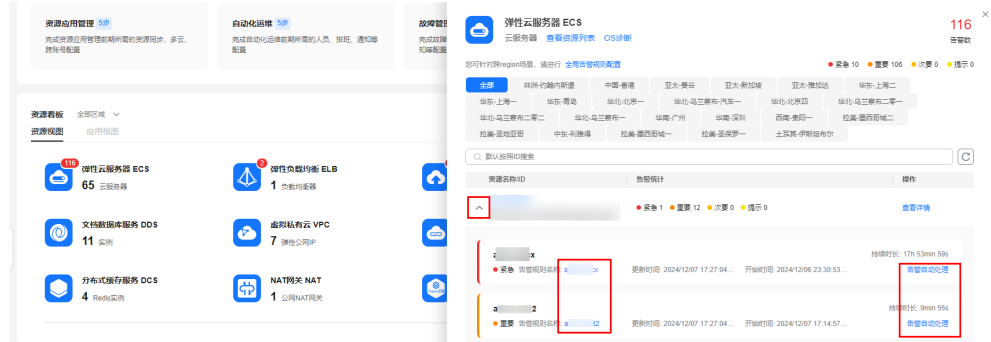 资源应用管理 5步
完成资源应用管理前期所需的资源同步、多云、
跨账号配置
自动化运维 5步
完成自动化运维前期所需的人员、排班、通知等
配置
故障管
完成故障
知等配置
资源看板 全部区域
资源视图 应用视图
116
弹性云服务器 ECS
65 云服务器
2
弹性负载均衡 ELB
1 负载均衡器
文档数据库服务 DDS
11 实例
虚拟私有云 VPC
7 弹性公网IP
分布式缓存服务 DCS
4 Redis实例
NAT网关 NAT
1 公网NAT网关
弹性云服务器 ECS
云服务器 查看资源列表 OS诊断
116
告警数
您可针对跨region场景，请进行 全局告警规则配置
紧急 10 重要 106 次要 0 提示 0
全部 非洲-约翰内斯堡 中国-香港 亚太-曼谷 亚太-新加坡 亚太-雅加达 华东-上海二
华东-上海一 华东-青岛 华北-北京一 华北-乌兰察布-汽车一 华北-北京四 华北-乌兰察布二零一
华北-乌兰察布二零二 华北-乌兰察布一 华南-广州 华南-深圳 西南-贵阳一 拉美-墨西哥城二
拉美-圣地亚哥 中东-利雅得 拉美-墨西哥城一 拉美-圣保罗一 土耳其-伊斯坦布尔
默认按照ID搜索
资源名称/ID 告警统计 操作
紧急 1 重要 12 次要 0 提示 0 查看详情
a x 持续时长: 17h 53min 59s
紧急 告警规则名称: a cx 更新时间: 2024/12/07 17:27:04... 开始时间: 2024/12/06 23:30:53... 告警自动处理
a 2 持续时长: 9min 55s
重要 告警规则名称: a t2 更新时间: 2024/12/07 17:27:04... 开始时间: 2024/12/07 17:14:57... 告警自动处理